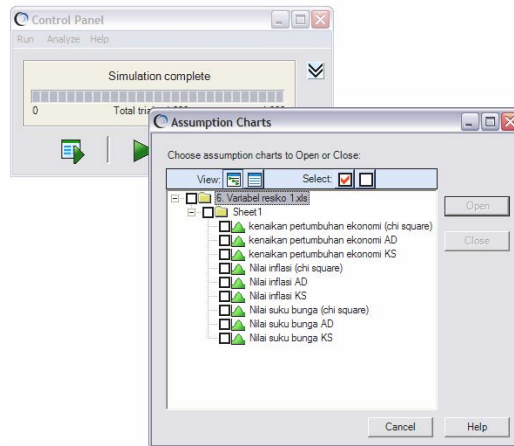 Control Panel
Run Analyze Help
Simulation complete
0 Total
Assumption Charts
Choose assumption charts to Open or Close:
View: Select:
6. Variabel resiko 1.xls
Sheet1
kenaikan pertumbuhan ekonomi (chi square)
kenaikan pertumbuhan ekonomi AD
kenaikan pertumbuhan ekonomi KS
Nilai inflasi (chi square)
Nilai inflasi AD
Nilai inflasi KS
Nilai suku bunga (chi square)
Nilai suku bunga AD
Nilai suku bunga KS
Open
Close
Cancel Help